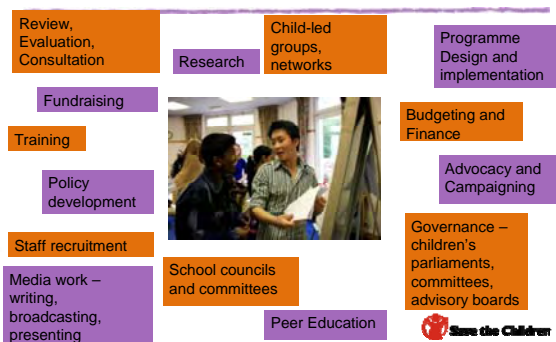 Review,
Evaluation,
Consultation
Research
Child-led
groups,
networks
Programme
Design and
implementation
Fundraising
Budgeting and
Finance
Training
Advocacy and
Campaigning
Policy
development
Governance –
children's
parliaments,
committees,
advisory boards
Staff recruitment
School councils
and committees
Media work –
writing,
broadcasting,
presenting
Peer Education
Save the Children